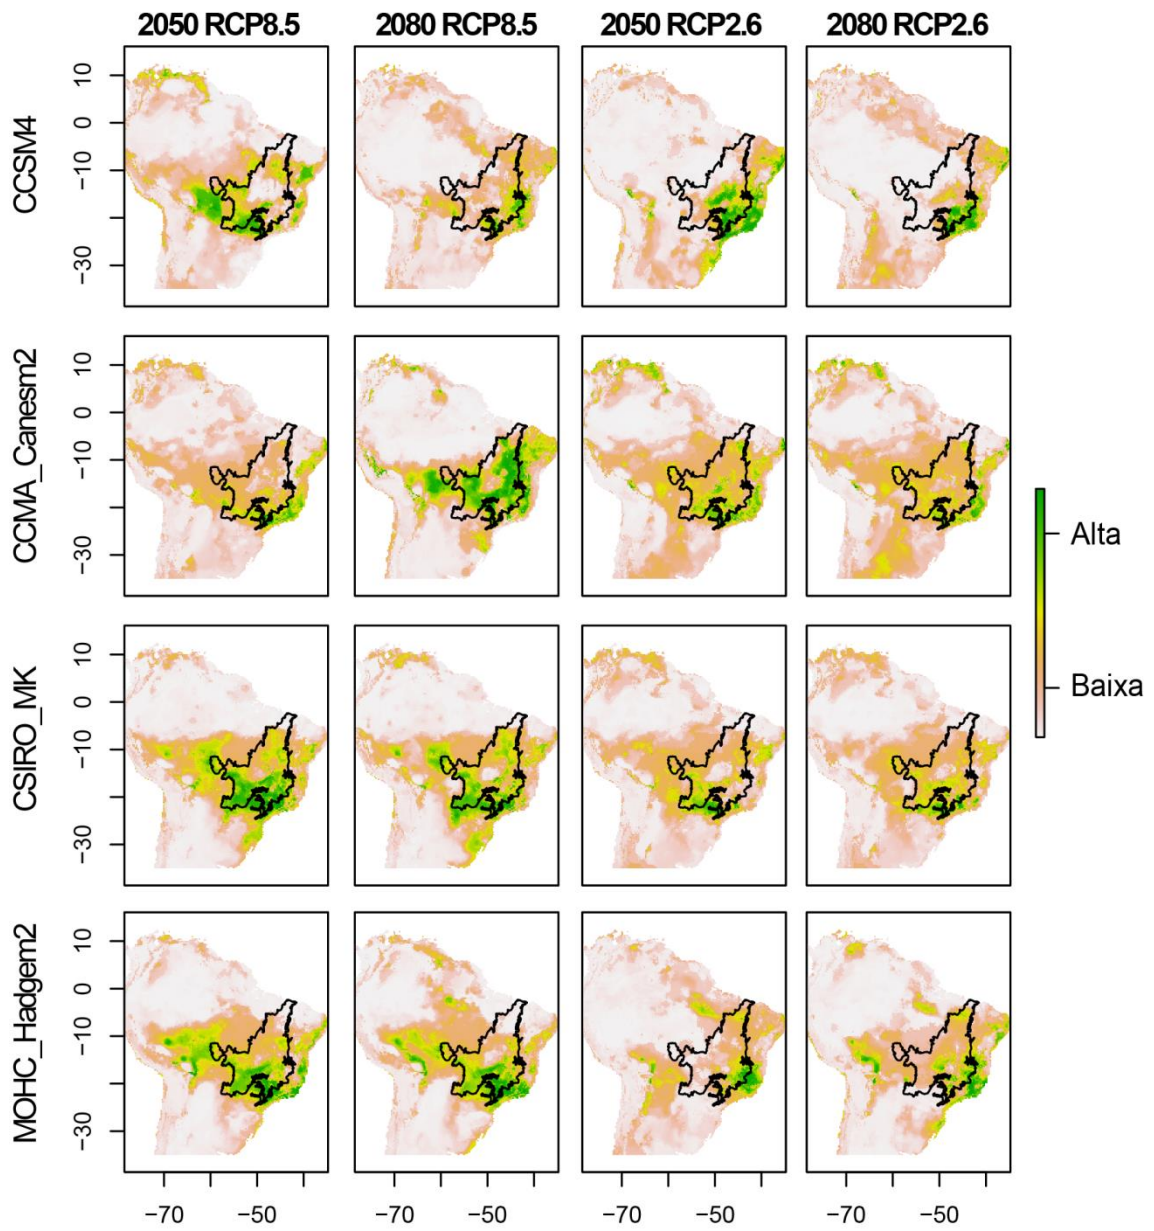 2050 RCP8.5 2080 RCP8.5 2050 RCP2.6 2080 RCP2.6
CCSM4
10
0
−10
−30
CCMA_Canesm2
10
0
−10
−30
Alta
Baixa
CSIRO_MK
10
0
−10
−30
MOHC_Hadgem2
10
0
−10
−30
−70 −50 −70 −50 −70 −50 −70 −50